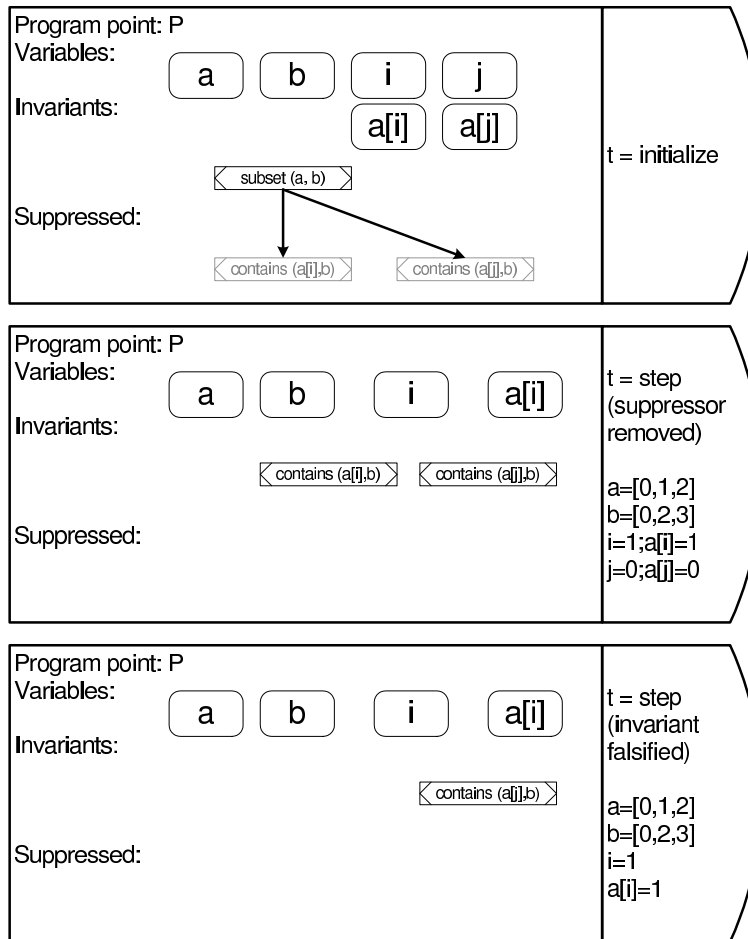 Program point: P
Variables:
a b i j
Invariants:
a[i] a[j]
subset (a, b)
Suppressed:
contains (a[i],b) contains (a[j],b)
t = initialize
Program point: P
Variables:
a b i a[i]
Invariants:
contains (a[i],b) contains (a[j],b)
Suppressed:
t = step
(suppressor
removed)
a=[0,1,2]
b=[0,2,3]
i=1;a[i]=1
j=0;a[j]=0
Program point: P
Variables:
a b i a[i]
Invariants:
contains (a[j],b)
Suppressed:
t = step
(invariant
falsified)
a=[0,1,2]
b=[0,2,3]
i=1
a[i]=1